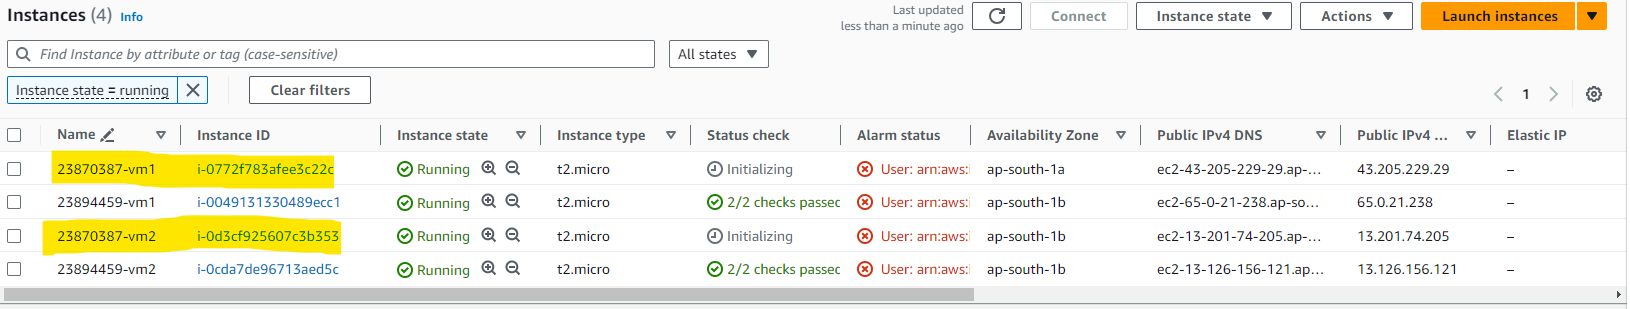 Instances (4) Info
Last updated
less than a minute ago
Connect
Instance state
Actions
Launch instances
Find Instance by attribute or tag (case-sensitive)
All states
Instance state = running
Clear filters
1
Name Instance ID Instance state Instance type Status check Alarm status Availability Zone Public IPv4 DNS Public IPv4 ... Elastic IP
23870387-vm1 i-0772f783afee3c22c Running t2.micro Initializing User: arn:aws:i ap-south-1a ec2-43-205-229-29.ap-... 43.205.229.29 –
23894459-vm1 i-0049131330489ecc1 Running t2.micro 2/2 checks passec User: arn:aws:i ap-south-1b ec2-65-0-21-238.ap-so... 65.0.21.238 –
23870387-vm2 i-0d3cf925607c3b353 Running t2.micro Initializing User: arn:aws:i ap-south-1b ec2-13-201-74-205.ap-... 13.201.74.205 –
23894459-vm2 i-0cda7de96713aed5c Running t2.micro 2/2 checks passec User: arn:aws:i ap-south-1b ec2-13-126-156-121.ap... 13.126.156.121 –